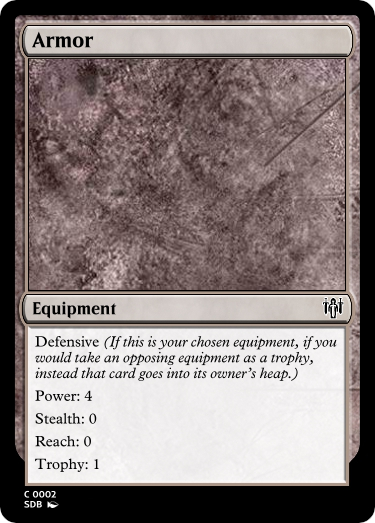 Armor
Equipment
Defensive (If this is your chosen equipment, if you
would take an opposing equipment as a trophy,
instead that card goes into its owner's heap.)
Power: 4
Stealth: 0
Reach: 0
Trophy: 1
C 0002
SDB